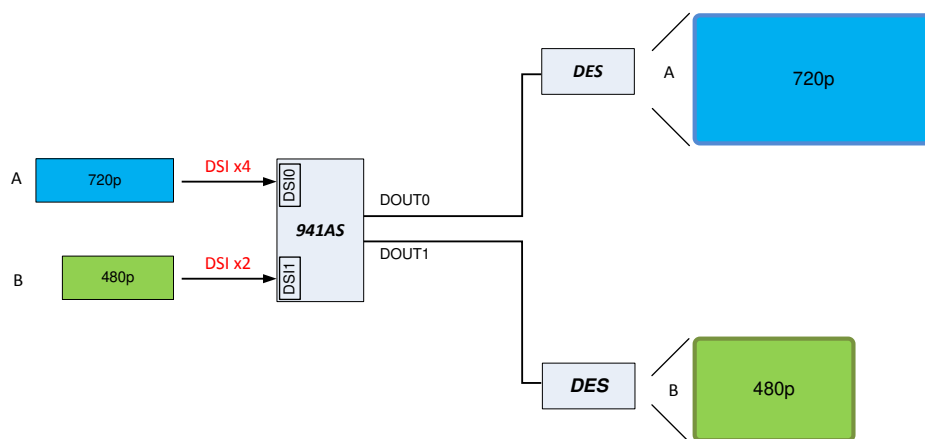 DES
A
720p
A
720p
DSI x4
DSI0
941AS
DOUT0
DOUT1
B
480p
DSI x2
DSI1
DES
B
480p